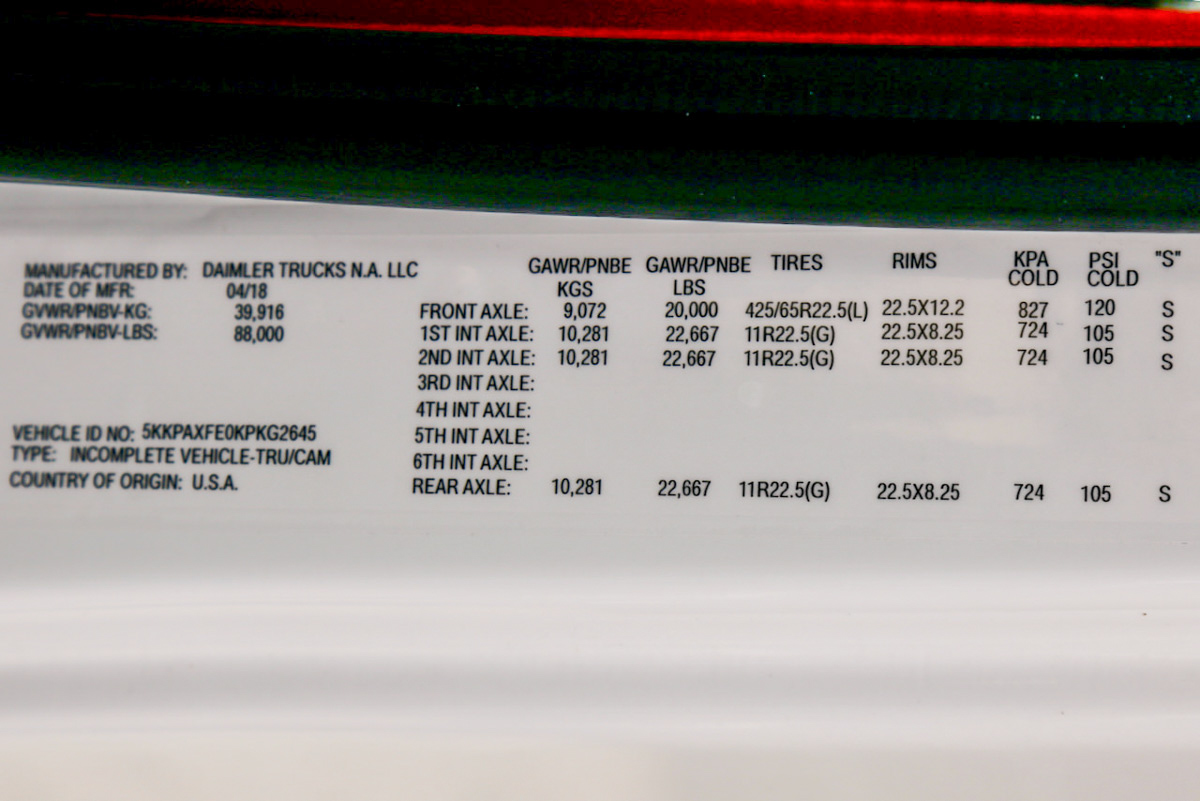 MANUFACTURED BY: DAIMLER TRUCKS N.A. LLC
DATE OF MFR: 04/18
GVWR/PNBV-KG: 39,916
GVWR/PNBV-LBS: 88,000
VEHICLE ID NO: 5KKPAXFE0KPKG2645
TYPE: INCOMPLETE VEHICLE-TRU/CAM
COUNTRY OF ORIGIN: U.S.A.
GAWR/PNBE KGS GAWR/PNBE LBS TIRES RIMS KPA COLD PSI COLD "S"
FRONT AXLE: 9,072 20,000 425/65R22.5(L) 22.5X12.2 827 120 S
1ST INT AXLE: 10,281 22,667 11R22.5(G) 22.5X8.25 724 105 S
2ND INT AXLE: 10,281 22,667 11R22.5(G) 22.5X8.25 724 105 S
3RD INT AXLE:
4TH INT AXLE:
5TH INT AXLE:
6TH INT AXLE:
REAR AXLE: 10,281 22,667 11R22.5(G) 22.5X8.25 724 105 S